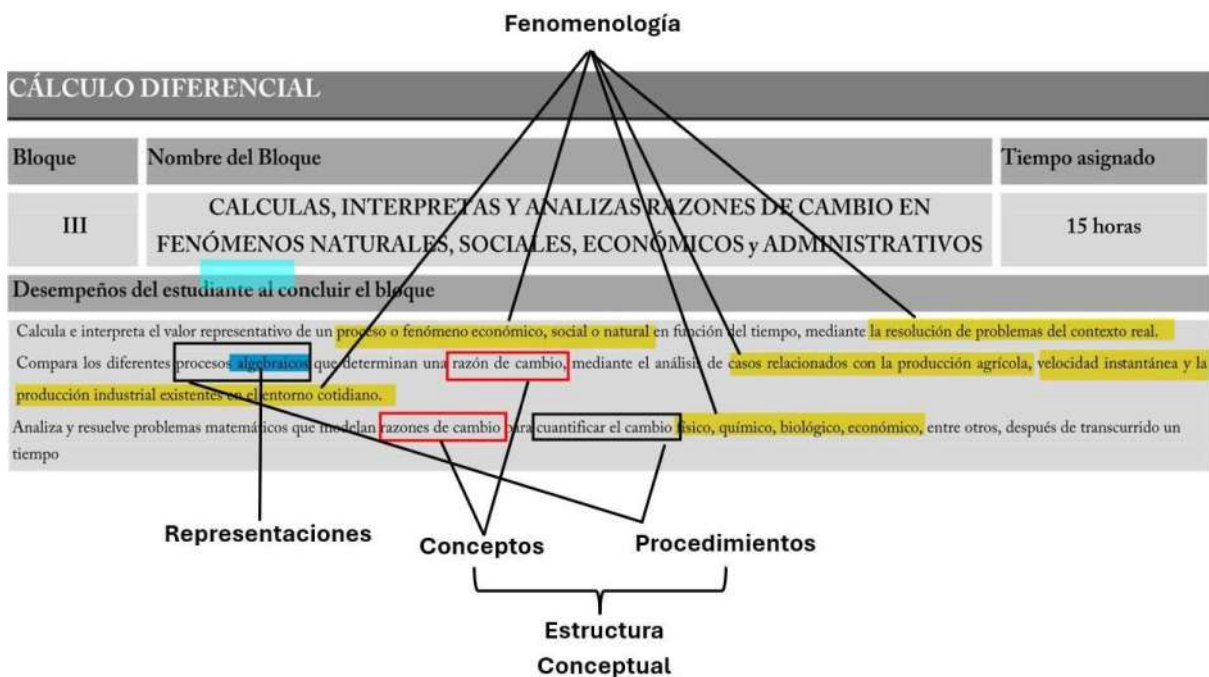 Fenomenología
CÁLCULO DIFERENCIAL
Bloque
Nombre del Bloque
Tiempo asignado
III
CALCULAS, INTERPRETAS Y ANALIZAS RAZONES DE CAMBIO EN
FENÓMENOS NATURALES, SOCIALES, ECONÓMICOS y ADMINISTRATIVOS
15 horas
Desempeños del estudiante al concluir el bloque
Calcula e interpreta el valor representativo de un proceso o fenómeno económico, social o natural en función del tiempo, mediante la resolución de problemas del contexto real.
Compara los diferentes procesos algebraicos que determinan una razón de cambio, mediante el análisis de casos relacionados con la producción agrícola, velocidad instantánea y la
producción industrial existentes en el entorno cotidiano.
Analiza y resuelve problemas matemáticos que modelan razones de cambio para cuantificar el cambio físico, químico, biológico, económico, entre otros, después de transcurrido un
tiempo
Representaciones
Conceptos
Procedimientos
Estructura
Conceptual